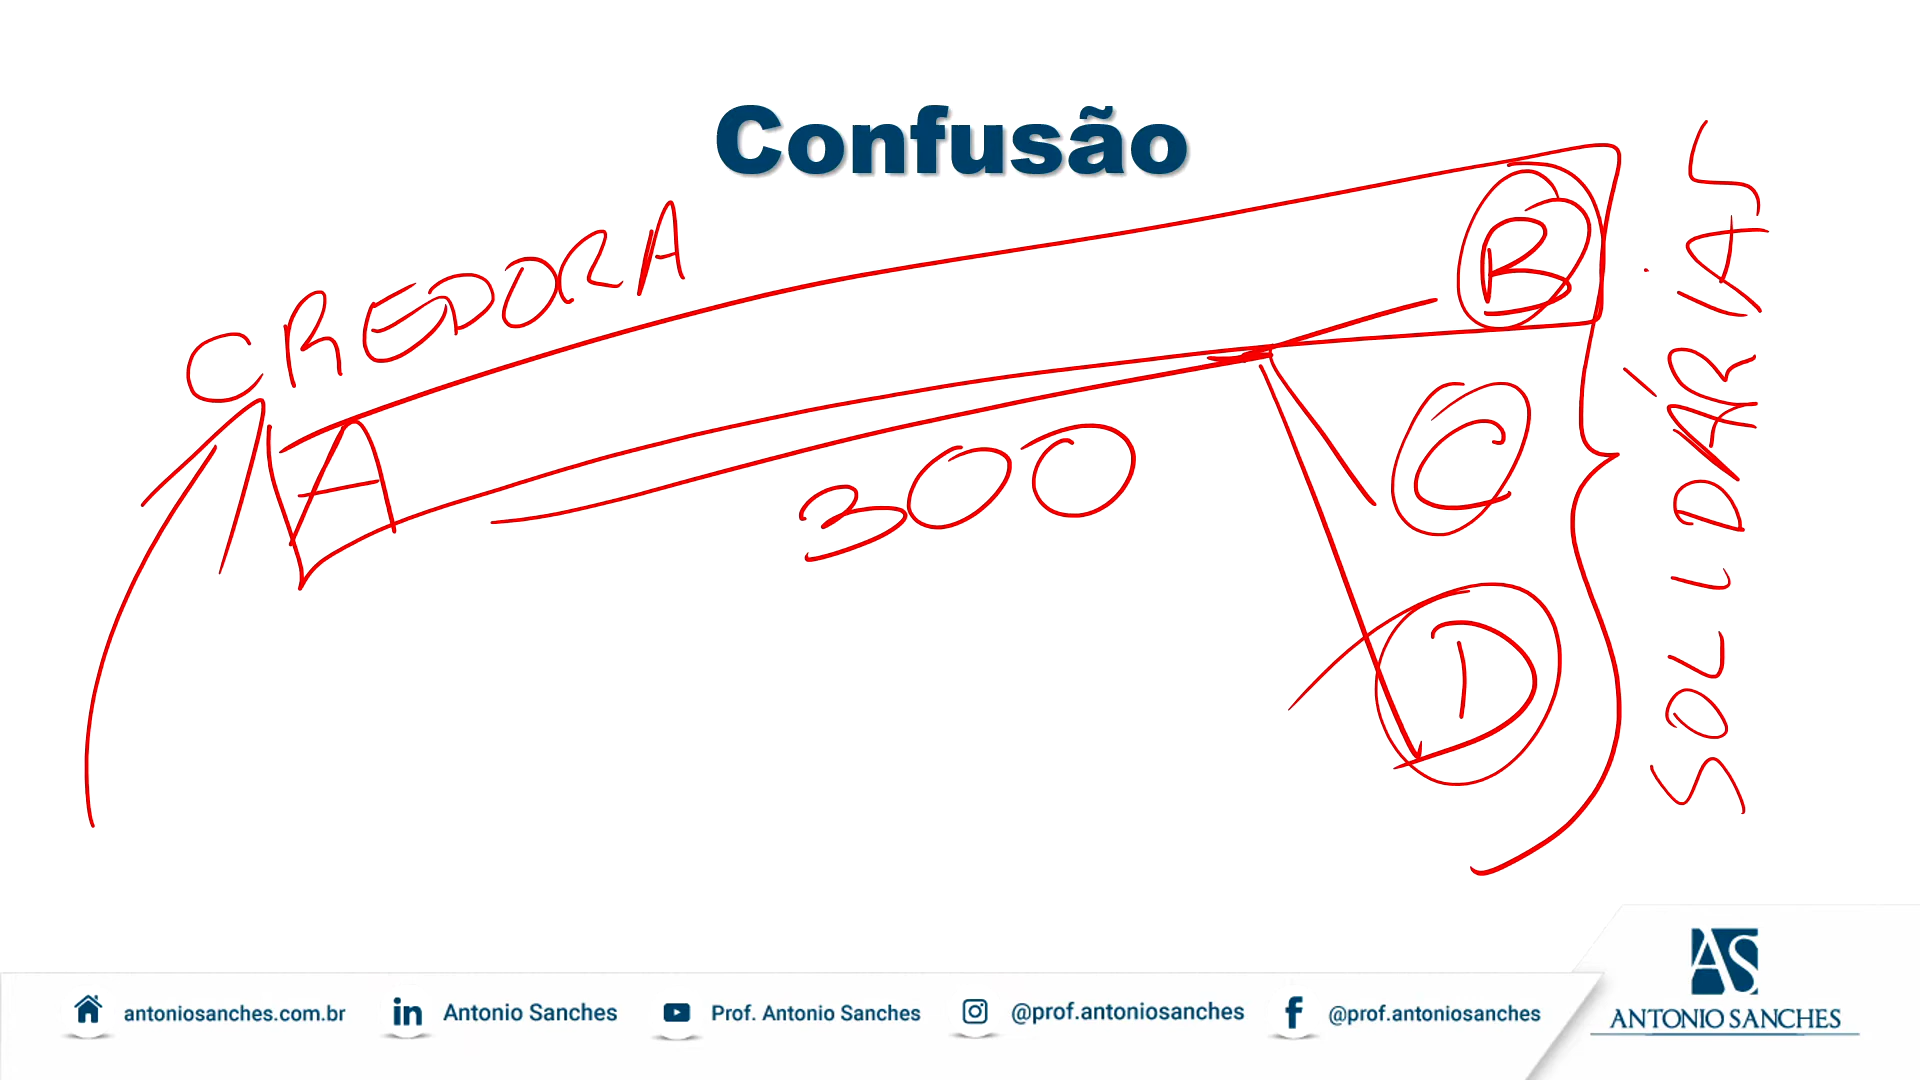 Confusão
CREDORA
A
300
B
C
D
SOLIDÁRIAS
antoniosanches.com.br
Antonio Sanches
Prof. Antonio Sanches
@prof.antoniosanches
@prof.antoniosanches
AS
ANTONIO SANCHES